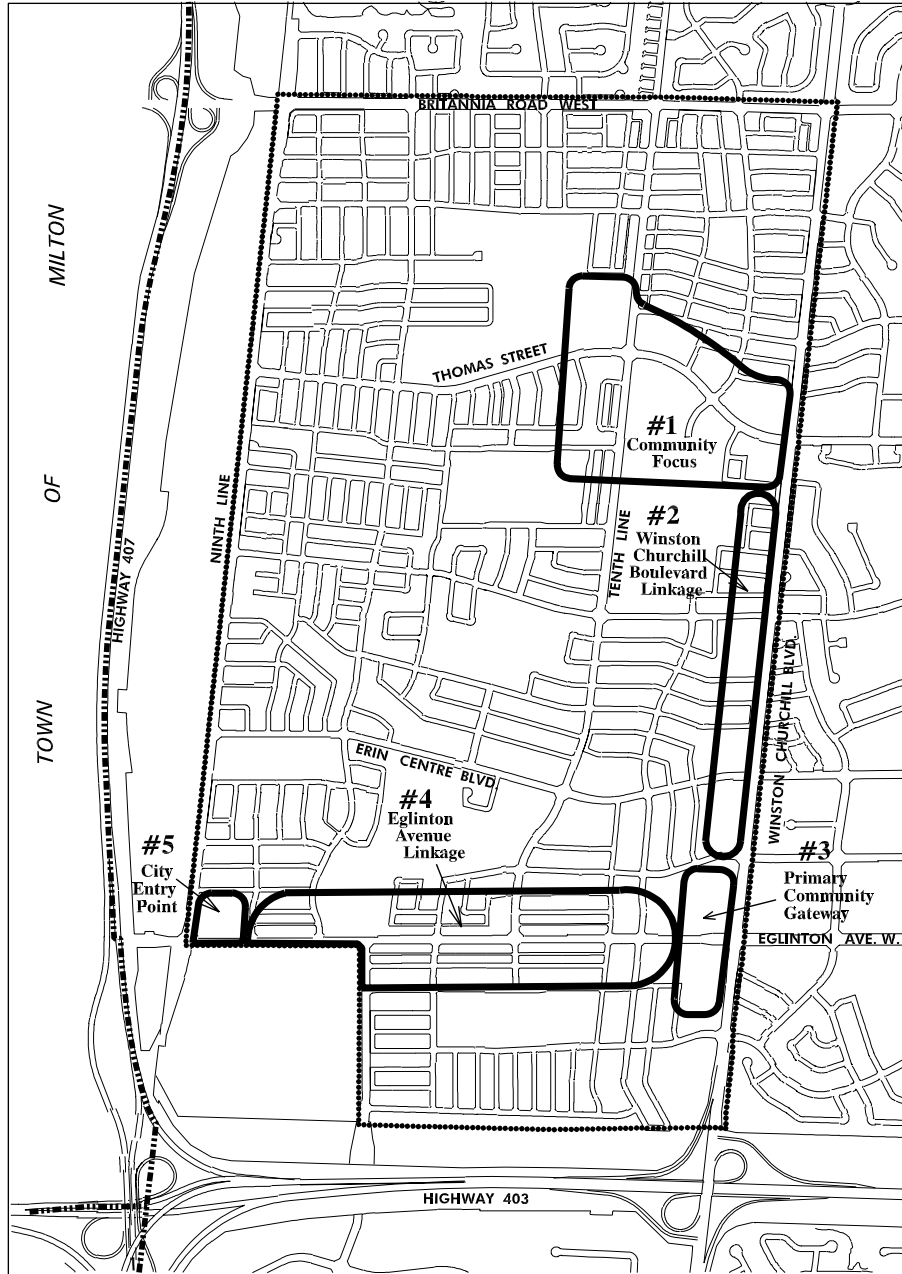 BRITANNIA ROAD WEST
MILTON
OF
TOWN
HIGHWAY 407
NINTH LINE
THOMAS STREET
#1
Community
Focus
TENTH LINE
#2
Winston
Churchill
Boulevard
Linkage
WINSTON CHURCHILL BLVD.
ERIN CENTRE BLVD.
#4
Eglinton
Avenue
Linkage
#5
City
Entry
Point
#3
Primary
Community
Gateway
EGLINTON AVE. W.
HIGHWAY 403